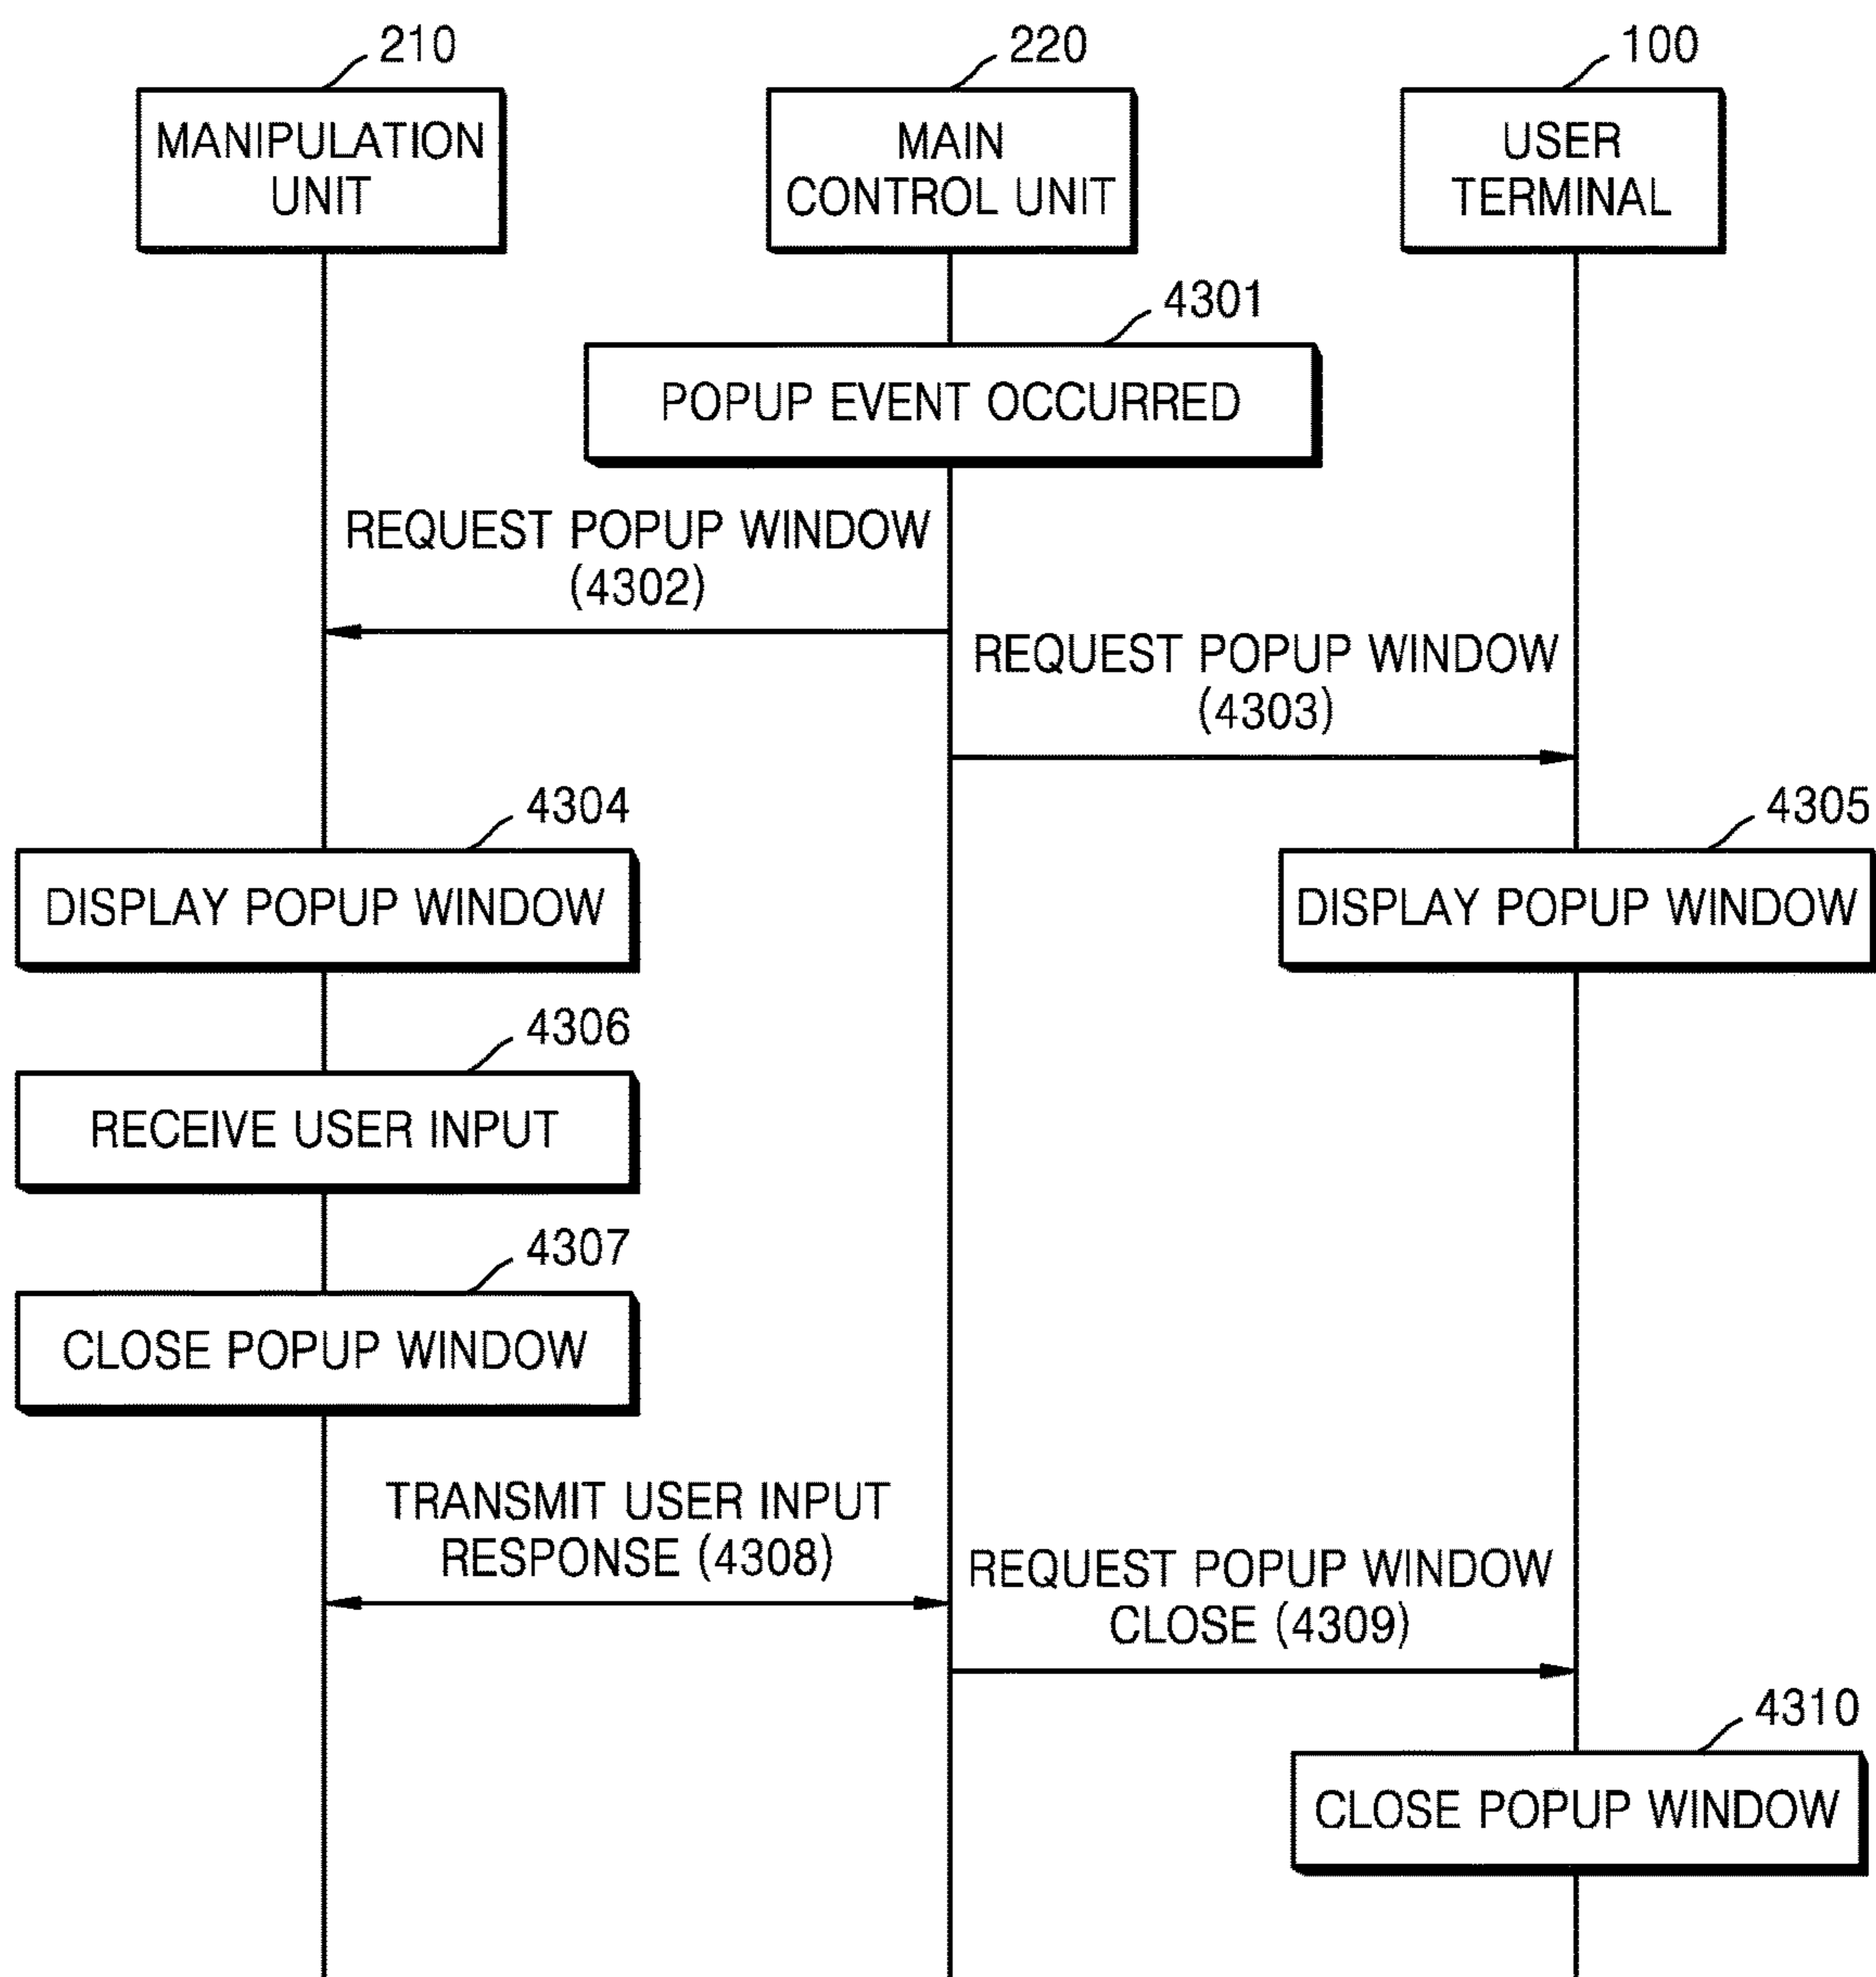 210
220
100
MANIPULATION
UNIT
MAIN
CONTROL UNIT
USER
TERMINAL
4301
POPUP EVENT OCCURRED
REQUEST POPUP WINDOW
(4302)
REQUEST POPUP WINDOW
(4303)
4304
4305
DISPLAY POPUP WINDOW
DISPLAY POPUP WINDOW
4306
RECEIVE USER INPUT
4307
CLOSE POPUP WINDOW
TRANSMIT USER INPUT
RESPONSE (4308)
REQUEST POPUP WINDOW
CLOSE (4309)
4310
CLOSE POPUP WINDOW